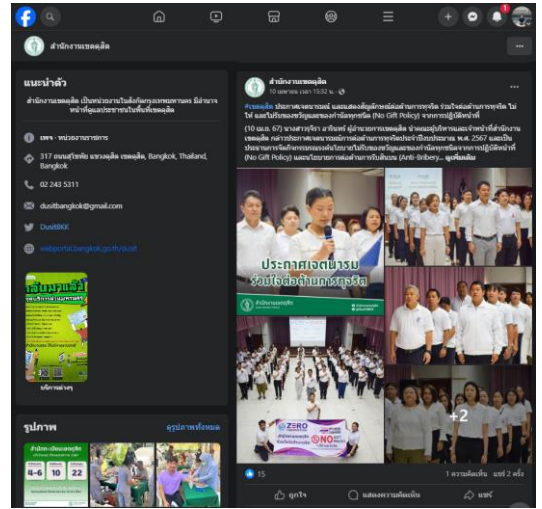 สำนักงานเขตดุสิต
แนะนำตัว
สำนักงานเขตดุสิต เป็นหน่วยงานในสังกัดกรุงเทพมหานคร มีอำนาจ
หน้าที่ดูแลประชาชนในพื้นที่เขตดุสิต
เพจ · หน่วยงานราชการ
317 ถนนสุโขทัย แขวงดุสิต เขตดุสิต, Bangkok, Thailand,
Bangkok
02 243 5311
dusitbangkok@gmail.com
DusitBKK
webportal.bangkok.go.th/dusit
กลับมาแล้ว
บริการต่างๆ
รูปภาพ
ดูรูปภาพทั้งหมด
4-6
10
22
สำนักงานเขตดุสิต
10 เมษายน เวลา 15:32 น.
#เขตดุสิต ประกาศเจตนารมณ์ และแสดงสัญลักษณ์ต่อต้านการทุจริต ร่วมใจต่อต้านการทุจริต ไม่
ให้ และไม่รับของขวัญและของกำนัลทุกชนิด (No Gift Policy) จากการปฏิบัติหน้าที่
(10 เม.ย. 67) นางสาวรุจิรา อารินทร์ ผู้อำนวยการเขตดุสิต นำคณะผู้บริหารและเจ้าหน้าที่สำนักงาน
เขตดุสิต กล่าวประกาศเจตนารมณ์การต่อต้านการทุจริตประจำปีงบประมาณ พ.ศ. 2567 และเป็น
ประธานการจัดกิจกรรมรณรงค์นโยบายไม่รับของขวัญและของกำนัลทุกชนิดจากการปฏิบัติหน้าที่
(No Gift Policy) และนโยบายการต่อต้านการรับสินบน (Anti-Bribery... ดูเพิ่มเติม
ประกาศเจตนารมณ์
ร่วมใจต่อต้านการทุจริต
สำนักงานเขตดุสิต
ZERO
NO
+2
15
1 ความคิดเห็น
แชร์ 2 ครั้ง
ถูกใจ
แสดงความคิดเห็น
แชร์